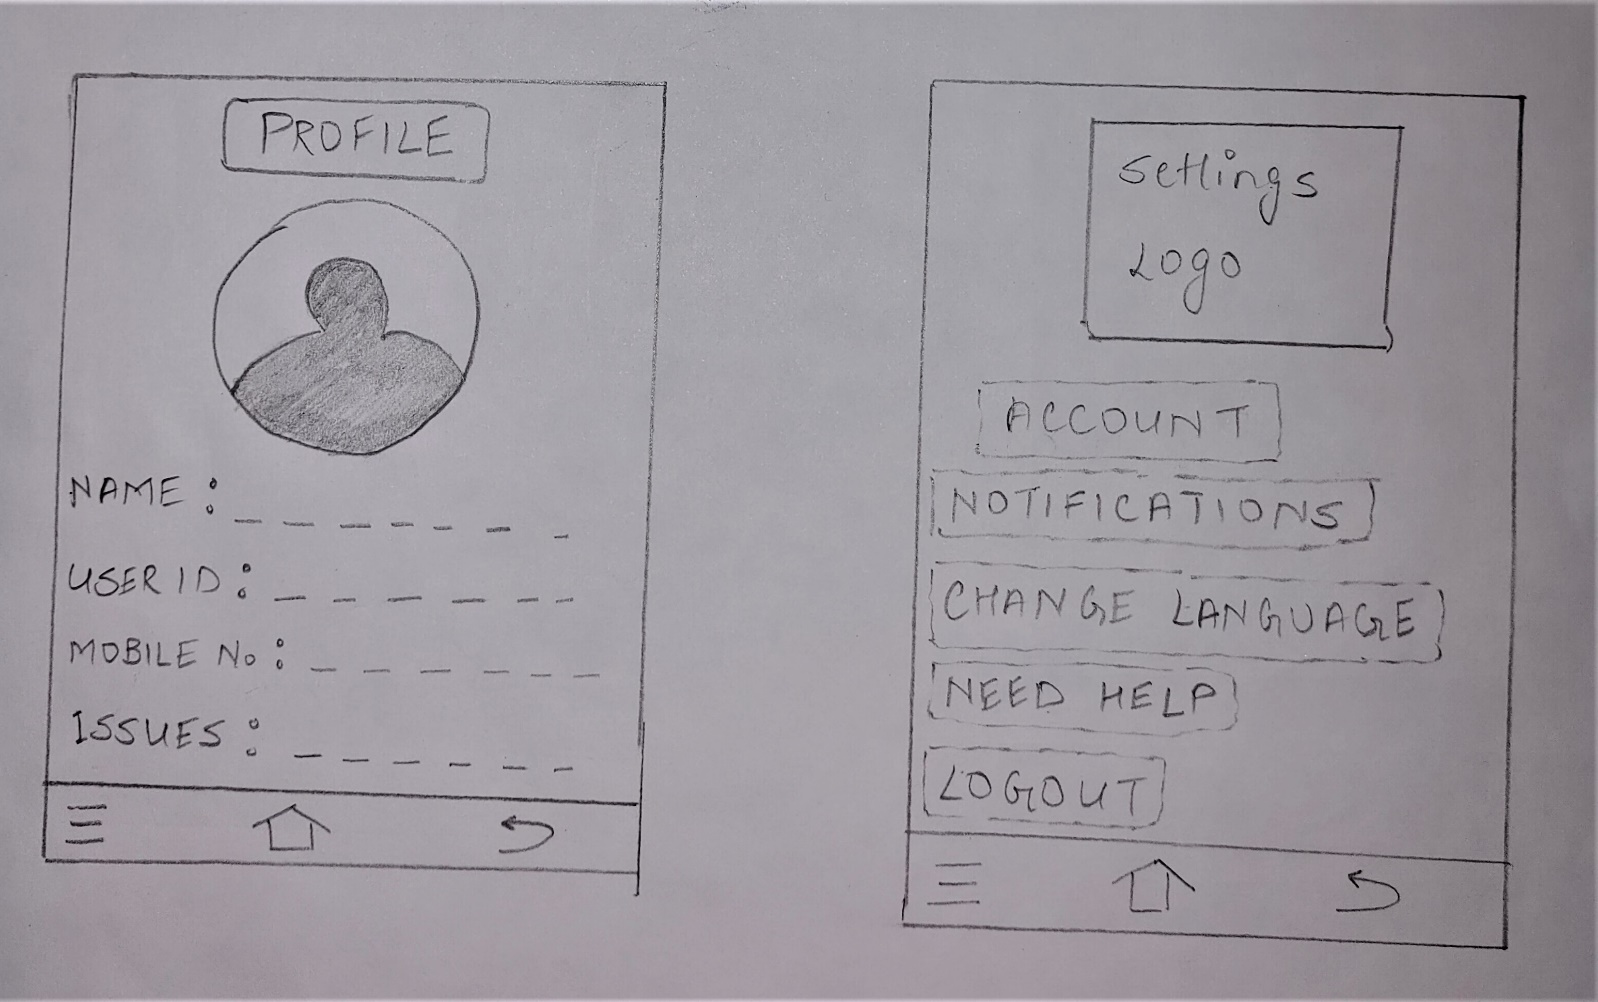 PROFILE
NAME :
USER ID :
MOBILE No :
ISSUES :
Settings
Logo
ACCOUNT
NOTIFICATIONS
CHANGE LANGUAGE
NEED HELP
LOGOUT